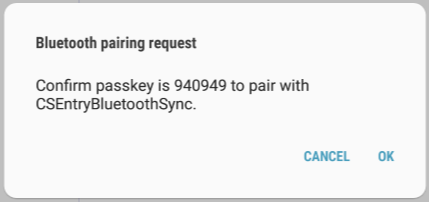 Bluetooth pairing request
Confirm passkey is 940949 to pair with
CSEntryBluetoothSync.
CANCEL OK